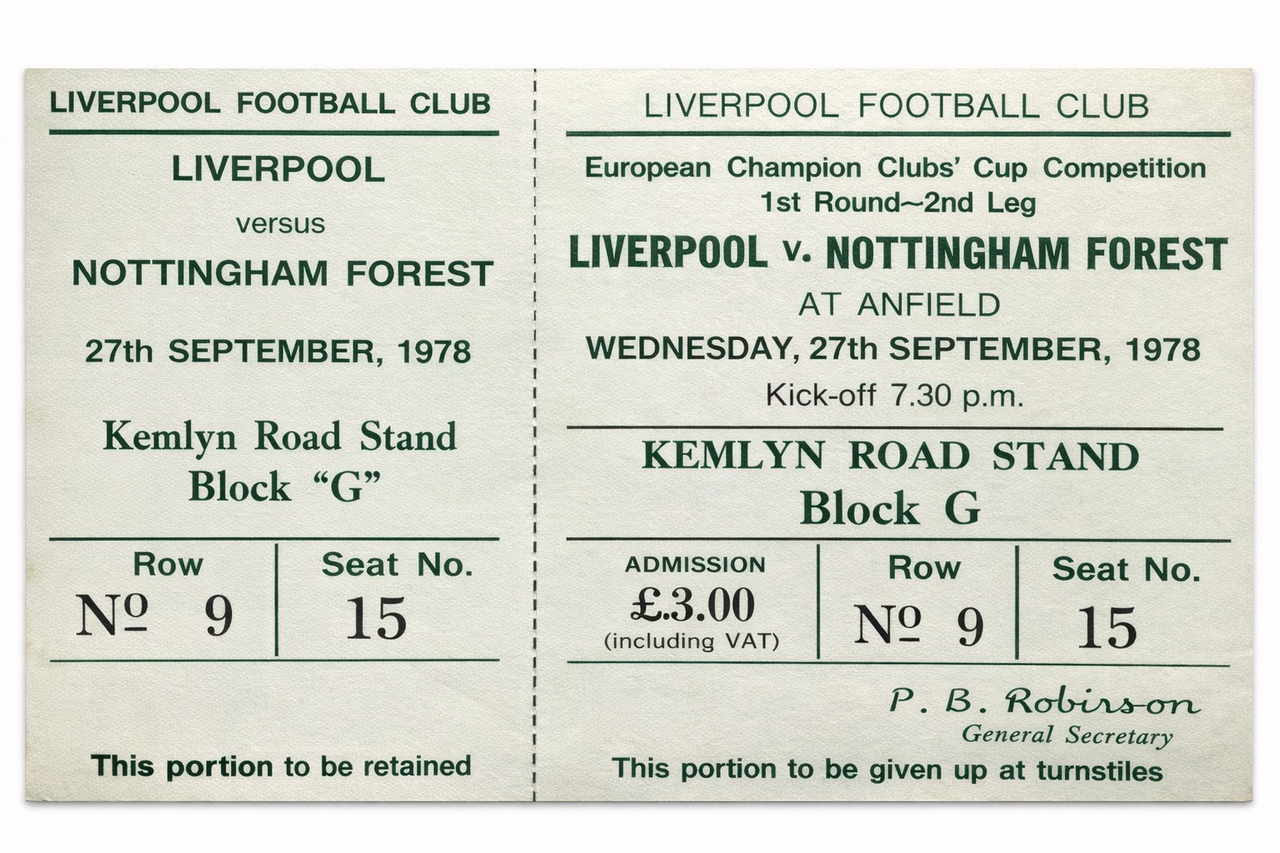 LIVERPOOL FOOTBALL CLUB
LIVERPOOL
versus
NOTTINGHAM FOREST
27th SEPTEMBER, 1978
Kemlyn Road Stand
Block “G”
Row Seat No.
Nº 9 15
This portion to be retained
LIVERPOOL FOOTBALL CLUB
European Champion Clubs’ Cup Competition
1st Round~2nd Leg
LIVERPOOL v. NOTTINGHAM FOREST
AT ANFIELD
WEDNESDAY, 27th SEPTEMBER, 1978
Kick-off 7.30 p.m.
KEMLYN ROAD STAND
Block G
ADMISSION Row Seat No.
£.3.00 Nº 9 15
(including VAT)
P. B. Robirson
General Secretary
This portion to be given up at turnstiles